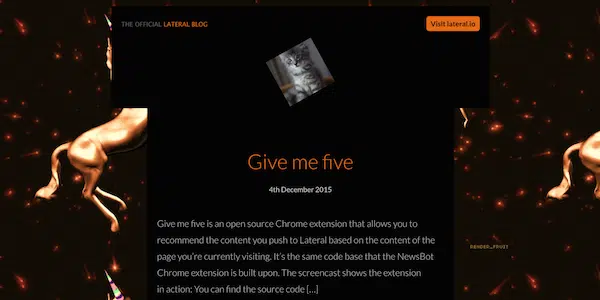 THE OFFICIAL LATERAL BLOG
Visit lateral.io
Give me five
4th December 2015
Give me five is an open source Chrome extension that allows you to
recommend the content you push to Lateral based on the content of the
page you're currently visiting. It's the same code base that the NewsBot
Chrome extension is built upon. The screencast shows the extension
in action: You can find the source code [...]
RENDER_FRUIT